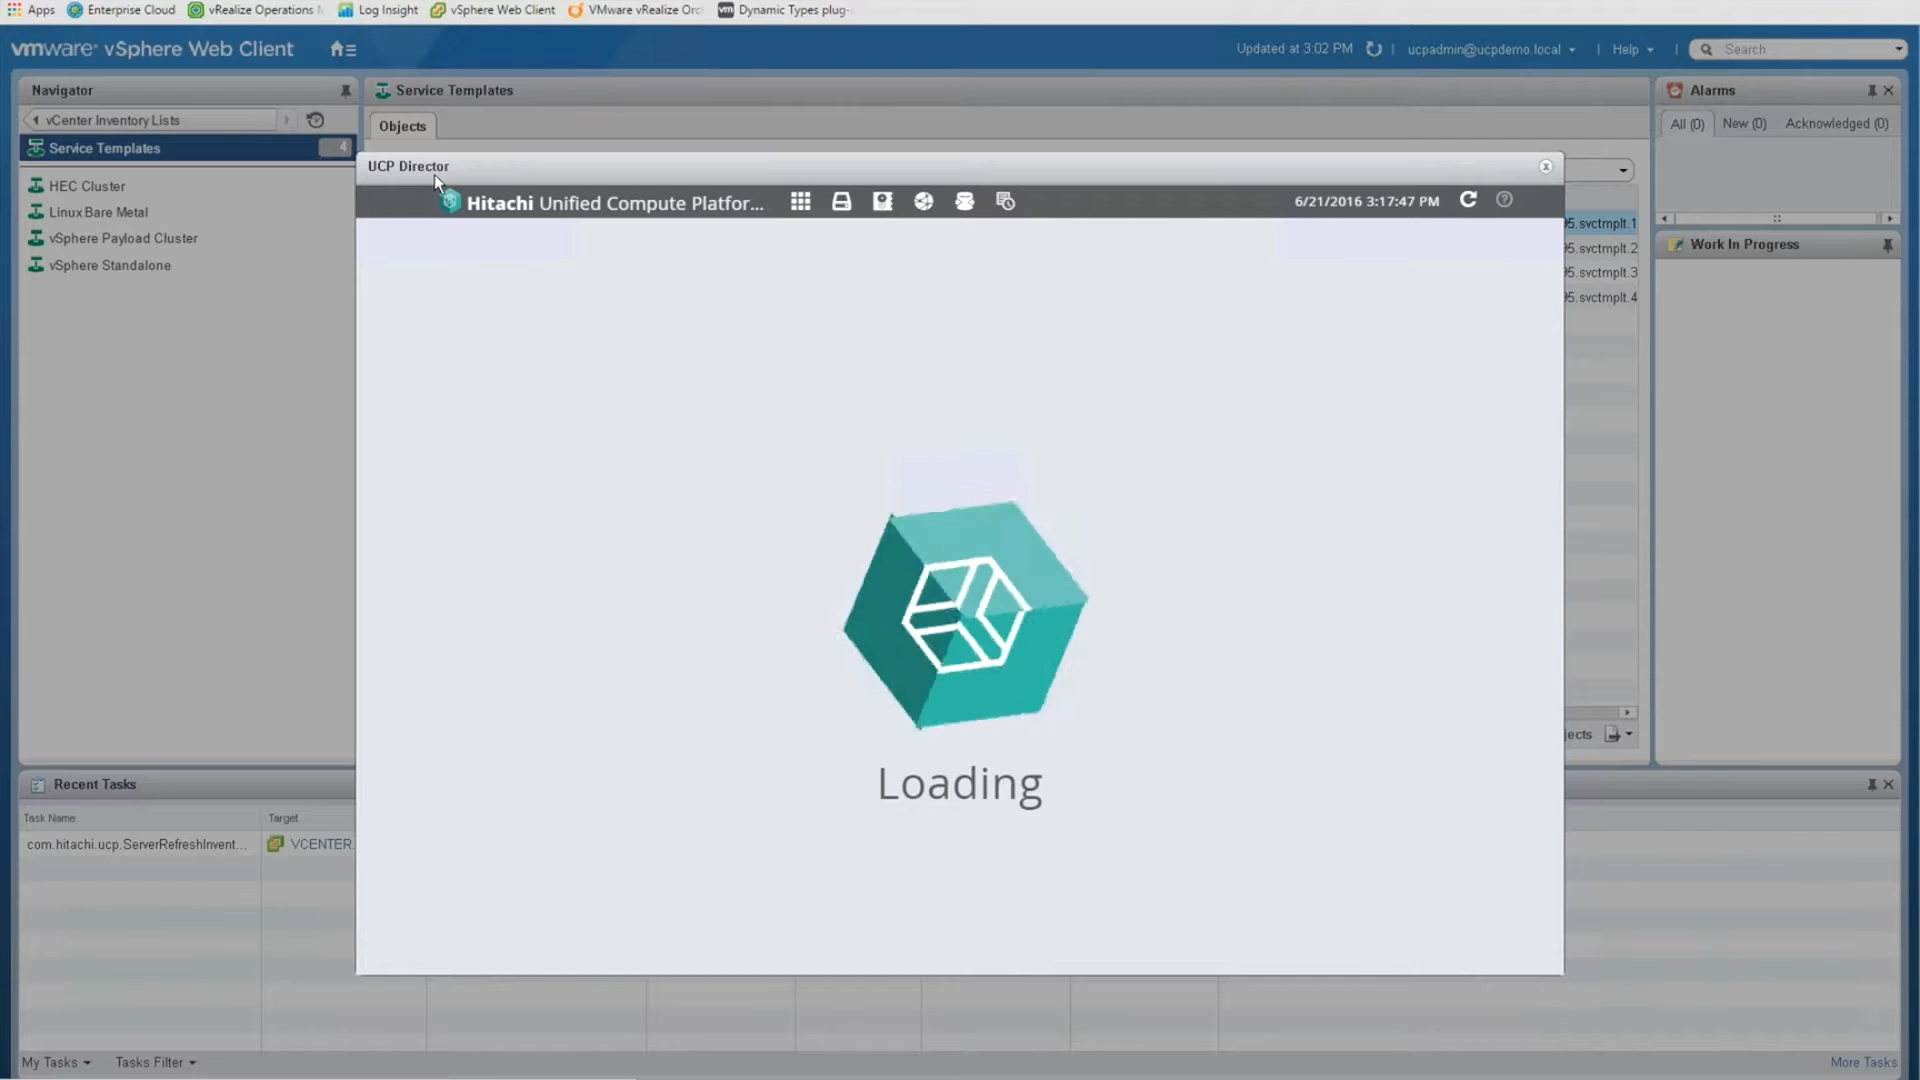 Apps Enterprise Cloud vRealize Operations Log Insight vSphere Web Client VMware vRealize Orc Dynamic Types plug-
vmware® vSphere Web Client Updated at 3:02 PM ucpadmin@ucpdemo.local Help Search
Navigator Service Templates Alarms
vCenter Inventory Lists Objects All (0) New (0) Acknowledged (0)
Service Templates 4
UCP Director
HEC Cluster
Hitachi Unified Compute Platfor... 6/21/2016 3:17:47 PM
Linux Bare Metal
95.svctmplt.1
vSphere Payload Cluster
95.svctmplt.2 Work In Progress
vSphere Standalone
95.svctmplt.3
95.svctmplt.4
jects
Loading
Recent Tasks
Task Name Target
com.hitachi.ucp.ServerRefreshInvent... VCENTER.
My Tasks Tasks Filter More Tasks